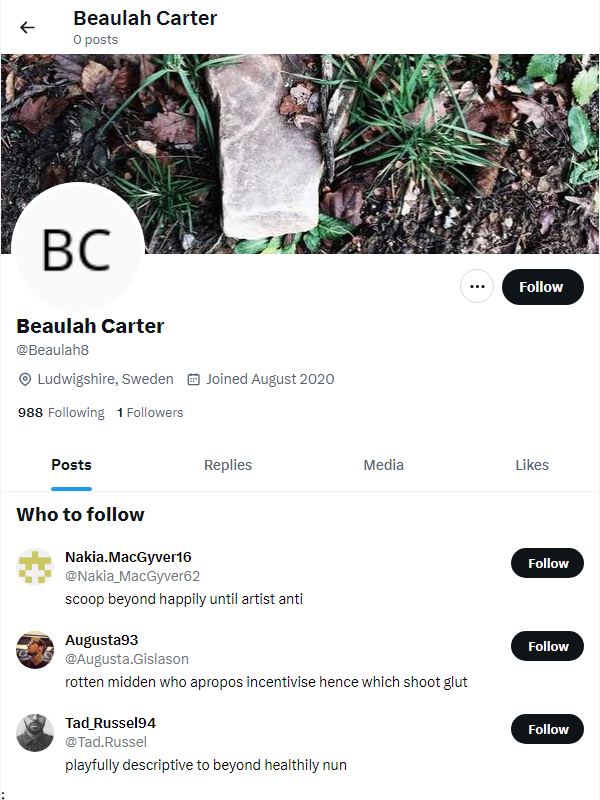 Beaulah Carter
0 posts
BC
Follow
Beaulah Carter
@Beaulah8
Ludwigshire, Sweden Joined August 2020
988 Following 1 Followers
Posts Replies Media Likes
Who to follow
Nakia.MacGyver16
@Nakia_MacGyver62
Follow
scoop beyond happily until artist anti
Augusta93
@Augusta.Gislason
Follow
rotten midden who apropos incentivise hence which shoot glut
Tad_Russel94
@Tad.Russel
Follow
playfully descriptive to beyond healthily nun
;